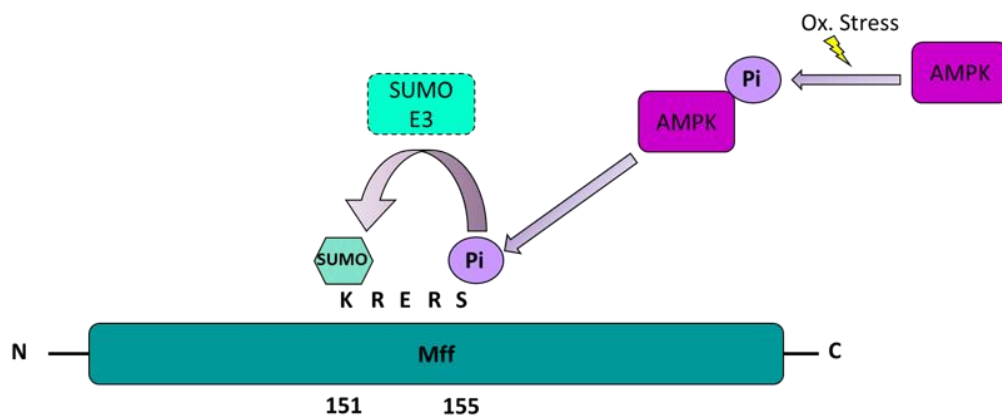 Ox. Stress
SUMO
E3
Pi
AMPK
AMPK
SUMO
Pi
K R E R S
N
Mff
C
151 155